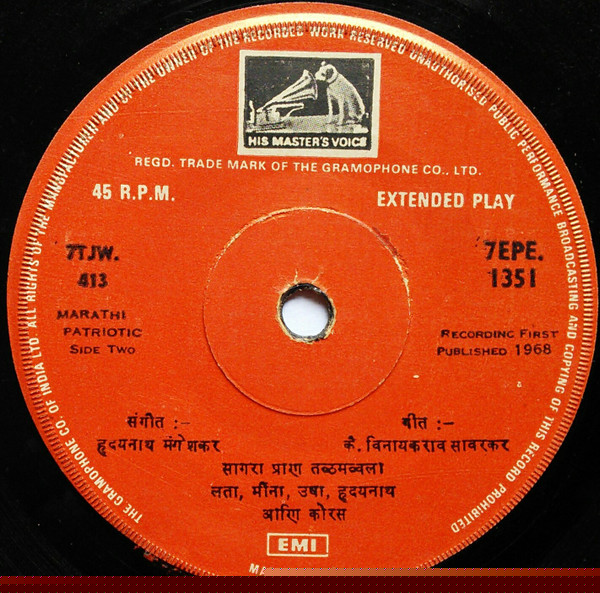 THE GRAMOPHONE CO. OF INDIA LTD. ALL RIGHTS OF THE MANUFACTURER AND OF THE OWNER OF THE RECORDED WORK RESERVED UNAUTHORISED PUBLIC PERFORMANCE BROADCASTING AND COPYING OF THIS RECORD PROHIBITED
HIS MASTER'S VOICE
REGD. TRADE MARK OF THE GRAMOPHONE CO., LTD.
45 R.P.M. EXTENDED PLAY
7TJW. 7EPE.
413 1351
MARATHI
PATRIOTIC RECORDING FIRST
SIDE TWO PUBLISHED 1968
संगीत :- गीत :-
हृदयनाथ मंगेशकर कै. विनायकराव सावरकर
सागरा प्राण तळमळला
लता, मीना, उषा, हृदयनाथ
आणि कोरस
EMI